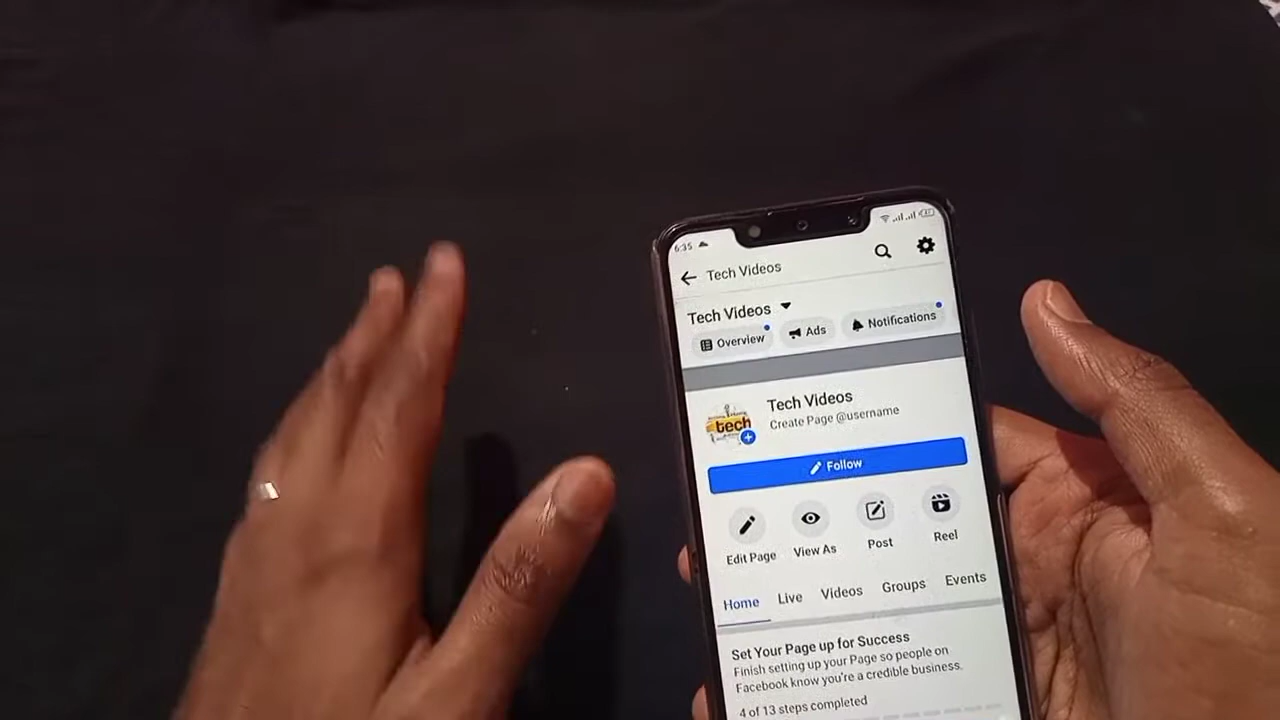 6:35
Tech Videos
Tech Videos
Overview
Ads
Notifications
tech
Tech Videos
Create Page @username
Follow
Edit Page
View As
Post
Reel
Home
Live
Videos
Groups
Events
Set Your Page up for Success
Finish setting up your Page so people on
Facebook know you're a credible business.
4 of 13 steps completed